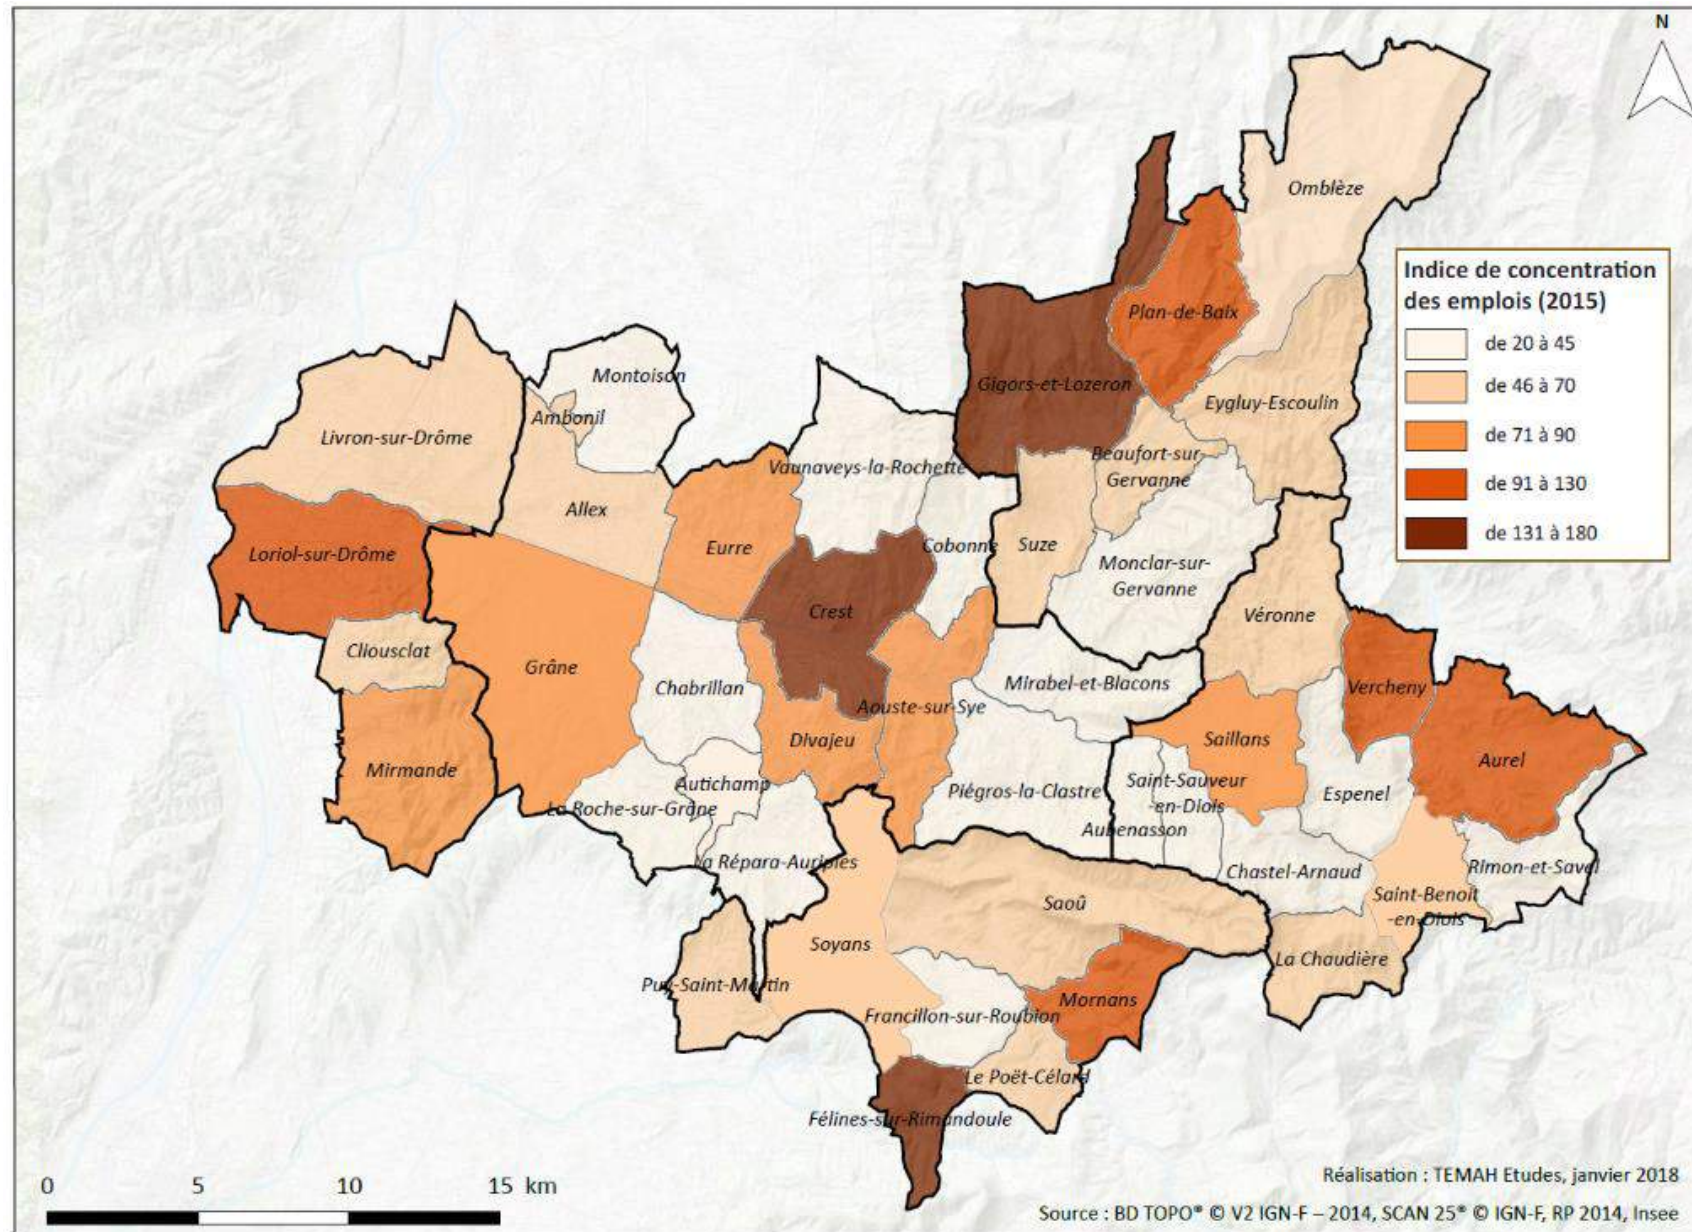 N
Omblèze
Indice de concentration
des emplois (2015)
de 20 à 45
de 46 à 70
de 71 à 90
de 91 à 130
de 131 à 180
Plan-de-Baix
Gigors-et-Lozeron
Eygluy-Escoulin
Montoison
Ambonil
Livron-sur-Drôme
Vaunaveys-la-Rochette
Beaufort-sur-
Gervanne
Allex
Eurre
Cobonne
Suze
Loriol-sur-Drôme
Monclar-sur-
Gervanne
Crest
Véronne
Cliousclat
Grâne
Chabrillan
Mirabel-et-Blacons
Vercheny
Aouste-sur-Sye
Divajeu
Saillans
Mirmande
Aurel
Autichamp
Piégros-la-Clastre
Saint-Sauveur
-en-Diois
Espenel
La Roche-sur-Grâne
Aubenasson
la Répara-Auriples
Chastel-Arnaud
Rimon-et-Savel
Saint-Benoit
-en-Diois
Saoû
Soyans
La Chaudière
Puy-Saint-Martin
Mornans
Francillon-sur-Roubion
Le Poët-Célard
Félines-sur-Rimandoule
0 5 10 15 km
Réalisation : TEMAH Etudes, janvier 2018
Source : BD TOPO® © V2 IGN-F – 2014, SCAN 25® © IGN-F, RP 2014, Insee